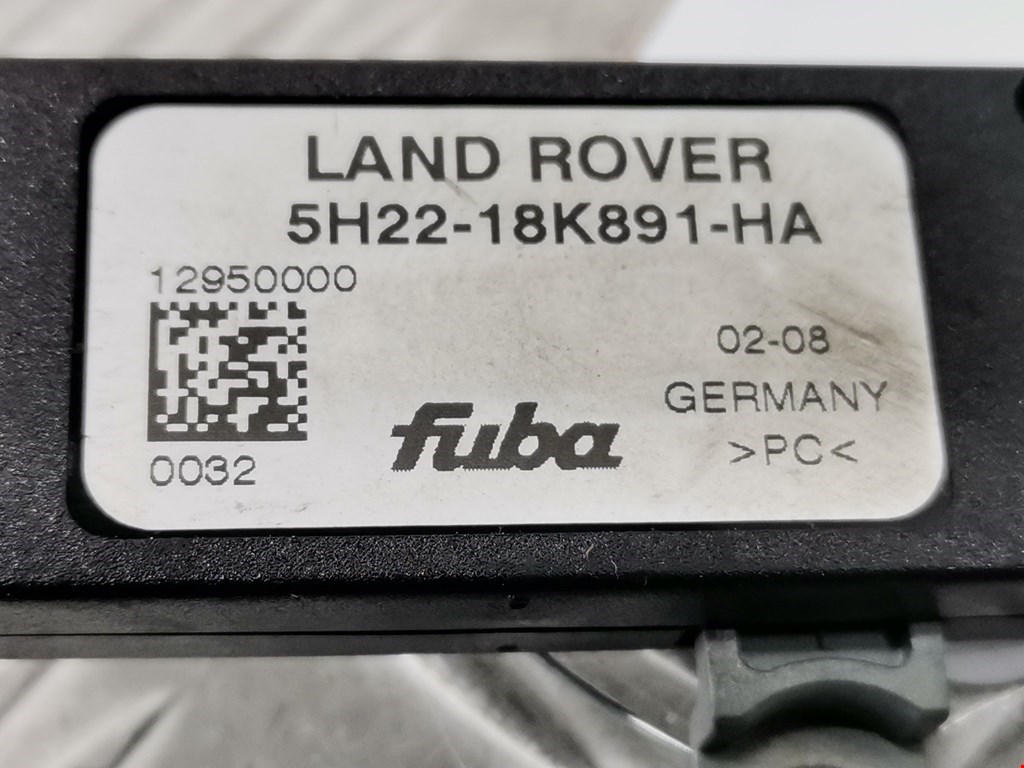 LAND ROVER
5H22-18K891-HA
12950000
02-08
GERMANY
fuba
>PC<
0032